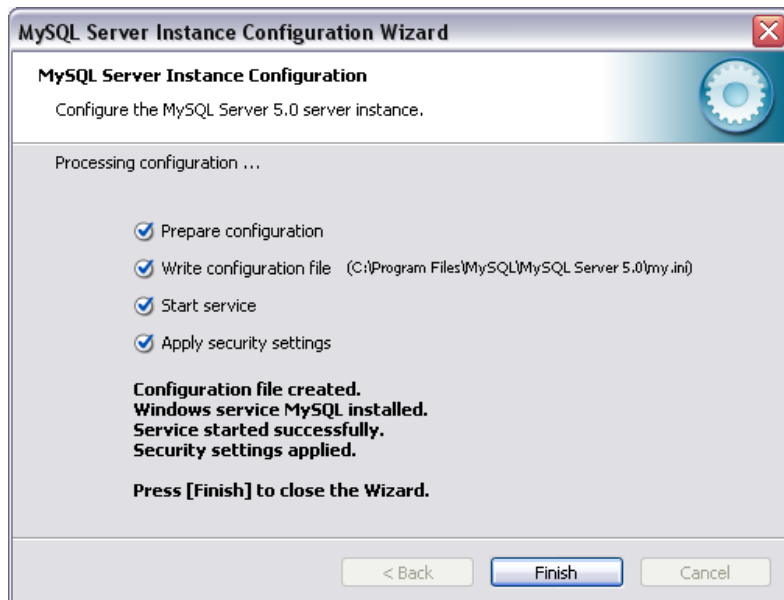 MySQL Server Instance Configuration Wizard
MySQL Server Instance Configuration
Configure the MySQL Server 5.0 server instance.
Processing configuration ...
Prepare configuration
Write configuration file (C:\Program Files\MySQL\MySQL Server 5.0\my.ini)
Start service
Apply security settings
Configuration file created.
Windows service MySQL installed.
Service started successfully.
Security settings applied.
Press [Finish] to close the Wizard.
< Back Finish Cancel